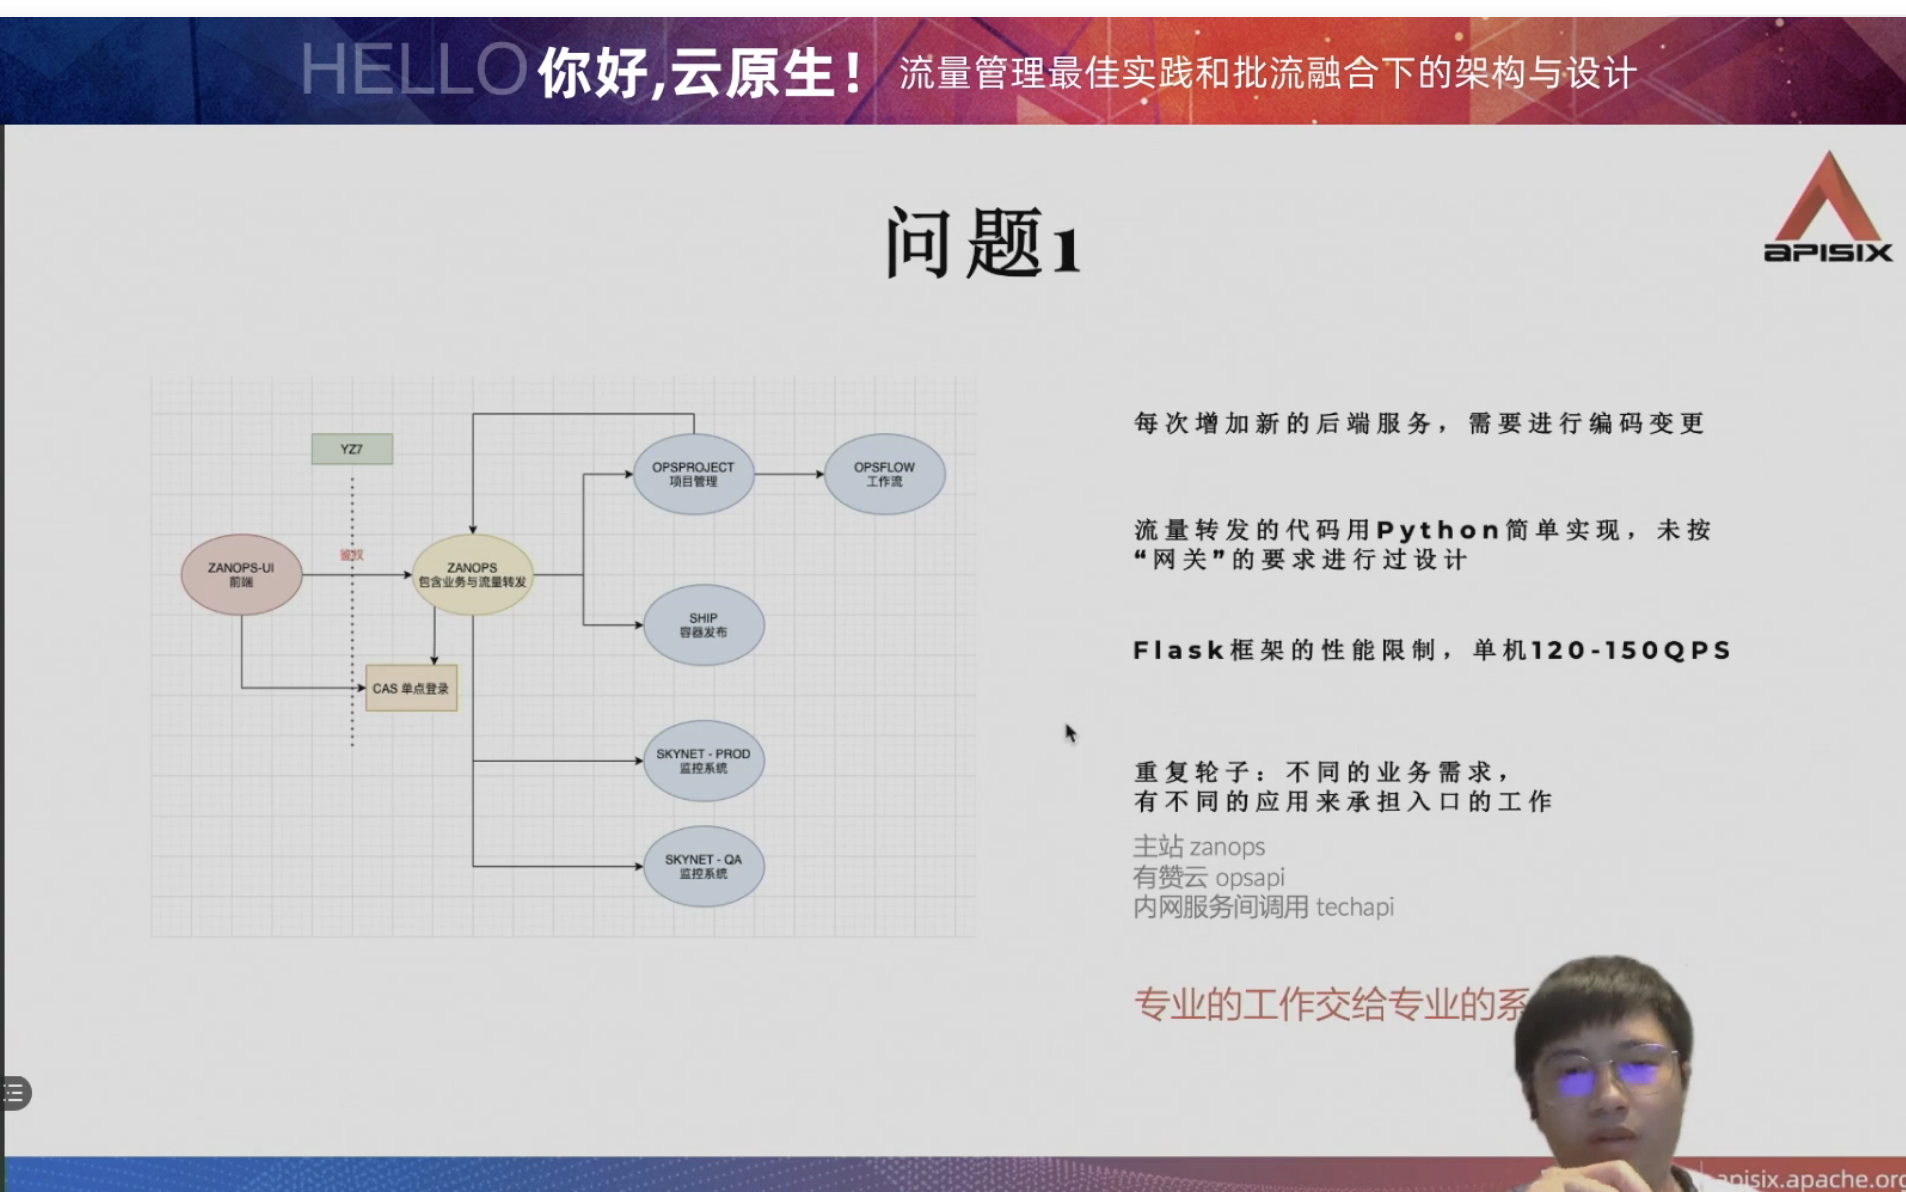 HELLO 你好,云原生! 流量管理最佳实践和批流融合下的架构与设计
APISIX
问题1
YZ7
ZANOPS-UI
前端
鉴权
ZANOPS
包含业务与流量转发
CAS 单点登录
OPSPROJECT
项目管理
OPSFLOW
工作流
SHIP
容器发布
SKYNET - PROD
监控系统
SKYNET - QA
监控系统
每次增加新的后端服务，需要进行编码变更
流量转发的代码用Python简单实现，未按
“网关”的要求进行过设计
Flask框架的性能限制，单机120-150QPS
重复轮子：不同的业务需求，
有不同的应用来承担入口的工作
主站 zanops
有赞云 opsapi
内网服务间调用 techapi
专业的工作交给专业的系
apisix.apache.org